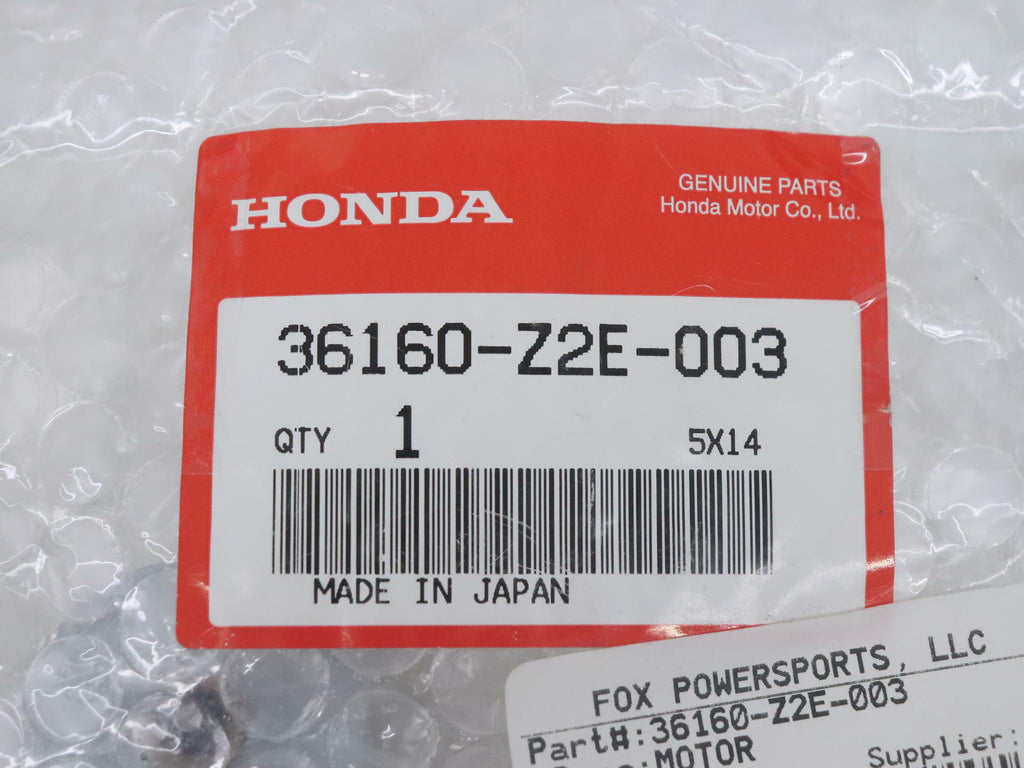 HONDA
GENUINE PARTS
Honda Motor Co., Ltd.
36160-Z2E-003
QTY 1 5X14
MADE IN JAPAN
FOX POWERSPORTS, LLC
Part#:36160-Z2E-003
:MOTOR
Supplier: